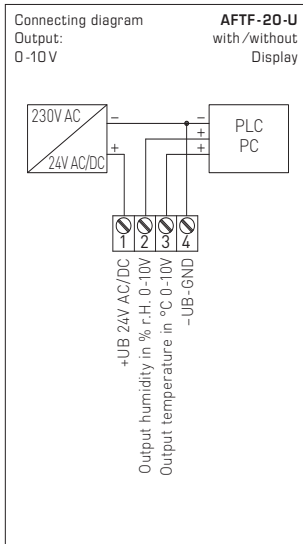 Connecting diagram
Output:
0-10 V
AFTF-20-U
with/without
Display
230V AC
24V AC/DC
–
+
–
+
+
PLC
PC
1
2
3
4
+UB 24V AC/DC
Output humidity in % r.H. 0-10V
Output temperature in °C 0-10V
–UB-GND